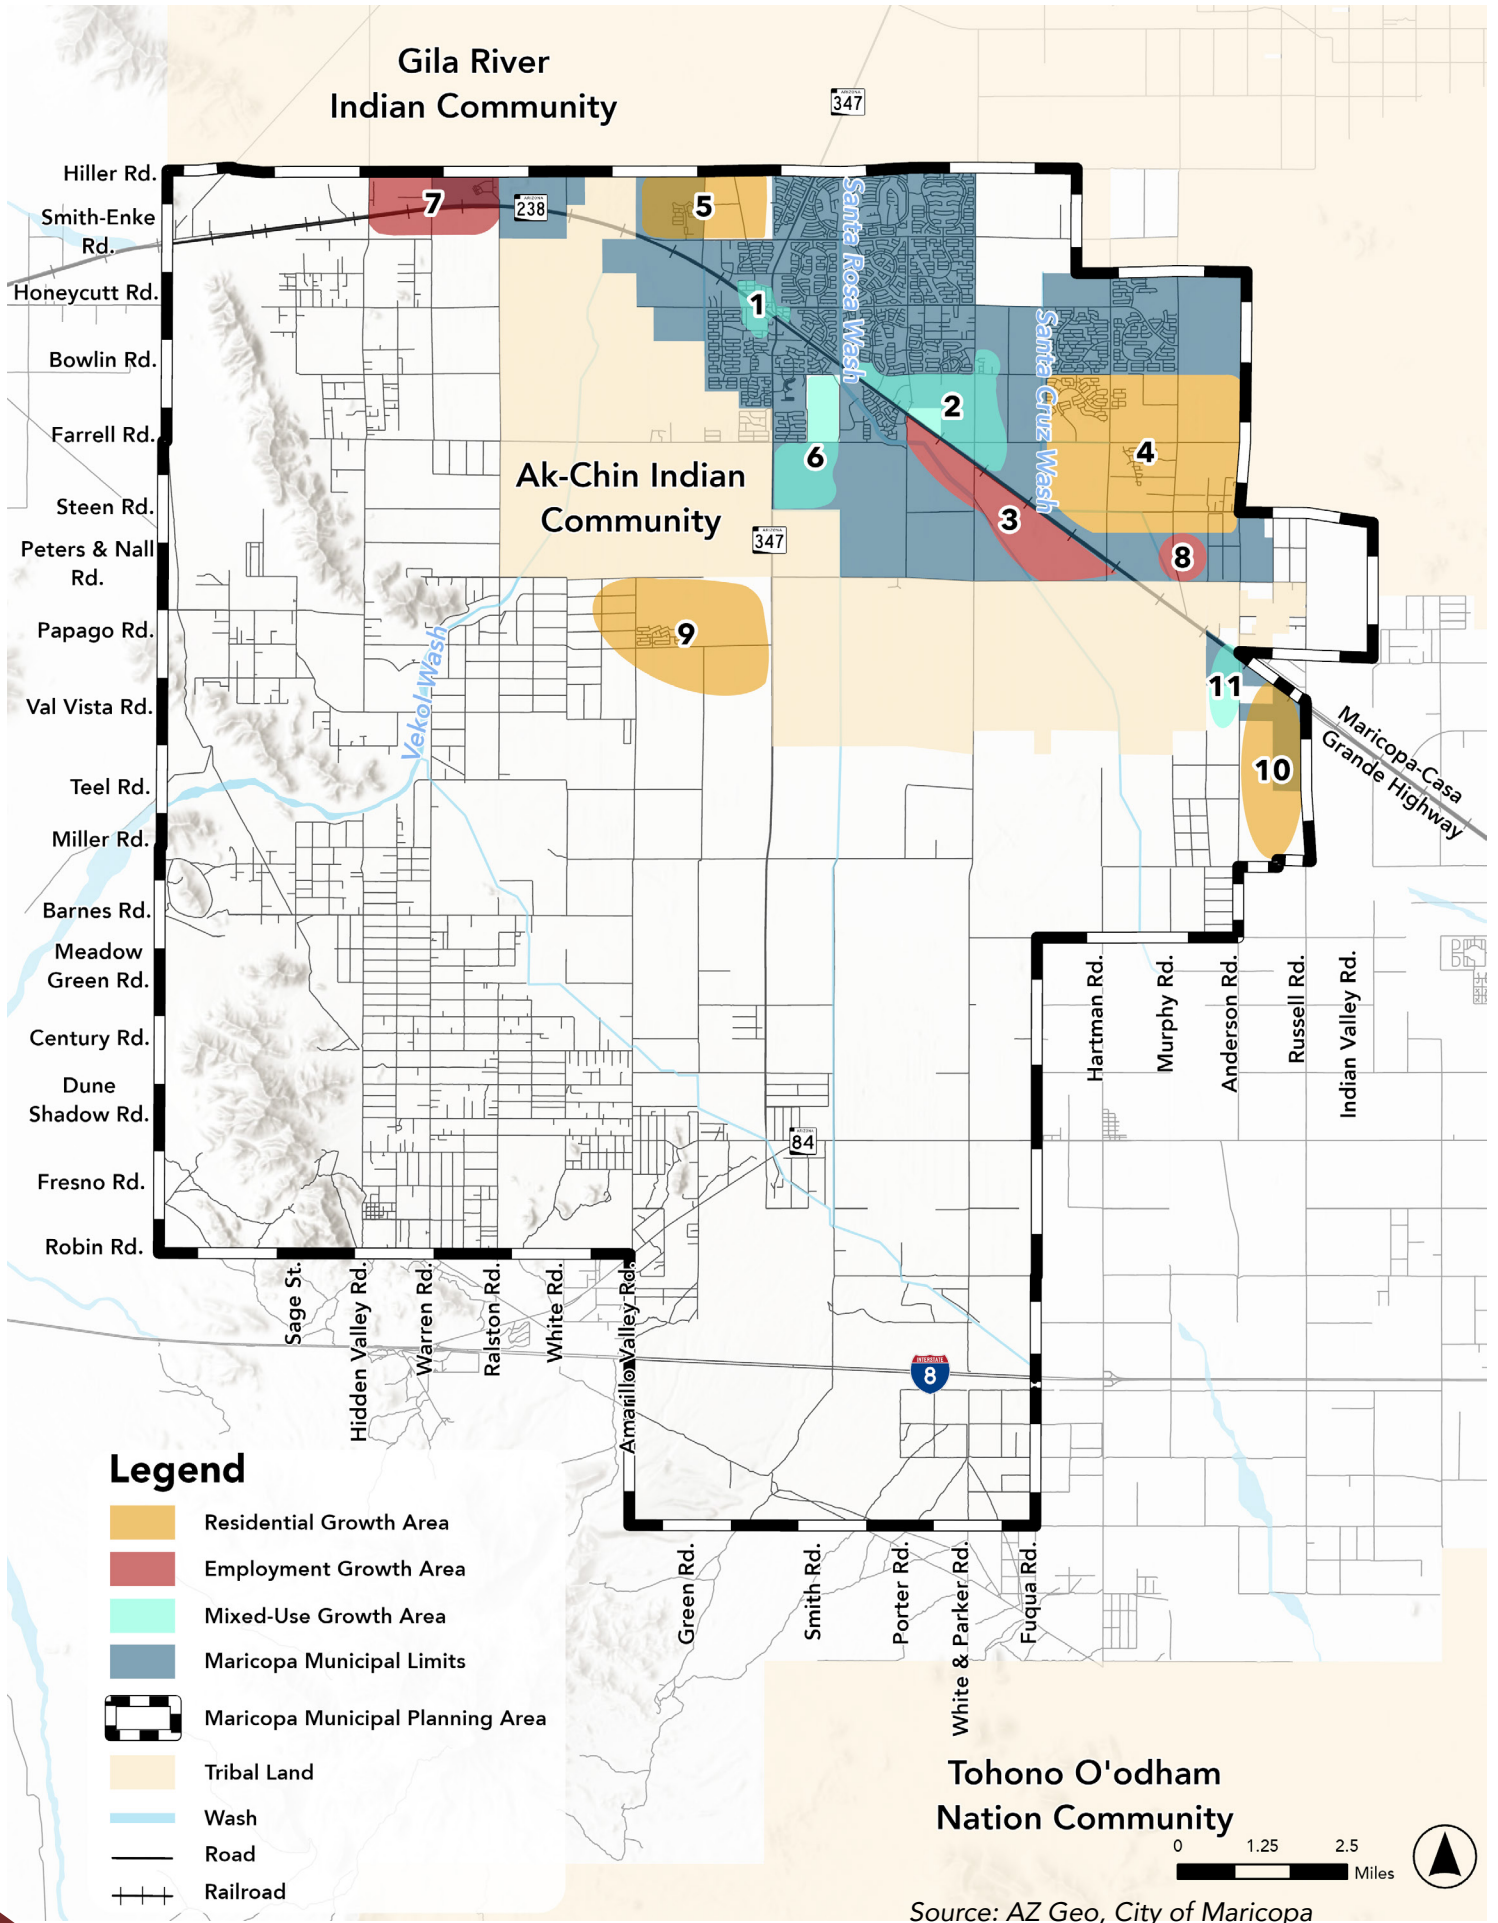 Gila River
Indian Community
ARIZONA
347
Hiller Rd.
Smith-Enke
Rd.
7
ARIZONA
238
5
Santa Rosa Wash
Honeycutt Rd.
1
Santa Cruz Wash
Bowlin Rd.
2
Farrell Rd.
6
4
Ak-Chin Indian
Community
Steen Rd.
3
ARIZONA
347
Peters & Nall
Rd.
8
Papago Rd.
9
Vekol Wash
11
Val Vista Rd.
Maricopa-Casa
Grande Highway
10
Teel Rd.
Miller Rd.
Barnes Rd.
Meadow
Green Rd.
Century Rd.
Dune
Shadow Rd.
Fresno Rd.
Robin Rd.
Hartman Rd.
Murphy Rd.
Anderson Rd.
Russell Rd.
Indian Valley Rd.
ARIZONA
84
Sage St.
Hidden Valley Rd.
Warren Rd.
Ralston Rd.
White Rd.
Amarillo Valley Rd.
INTERSTATE
8
Green Rd.
Smith Rd.
Porter Rd.
White & Parker Rd.
Fuqua Rd.
Legend
Residential Growth Area
Employment Growth Area
Mixed-Use Growth Area
Maricopa Municipal Limits
Maricopa Municipal Planning Area
Tribal Land
Wash
Road
Railroad
Tohono O'odham
Nation Community
0 1.25 2.5
Miles
Source: AZ Geo, City of Maricopa